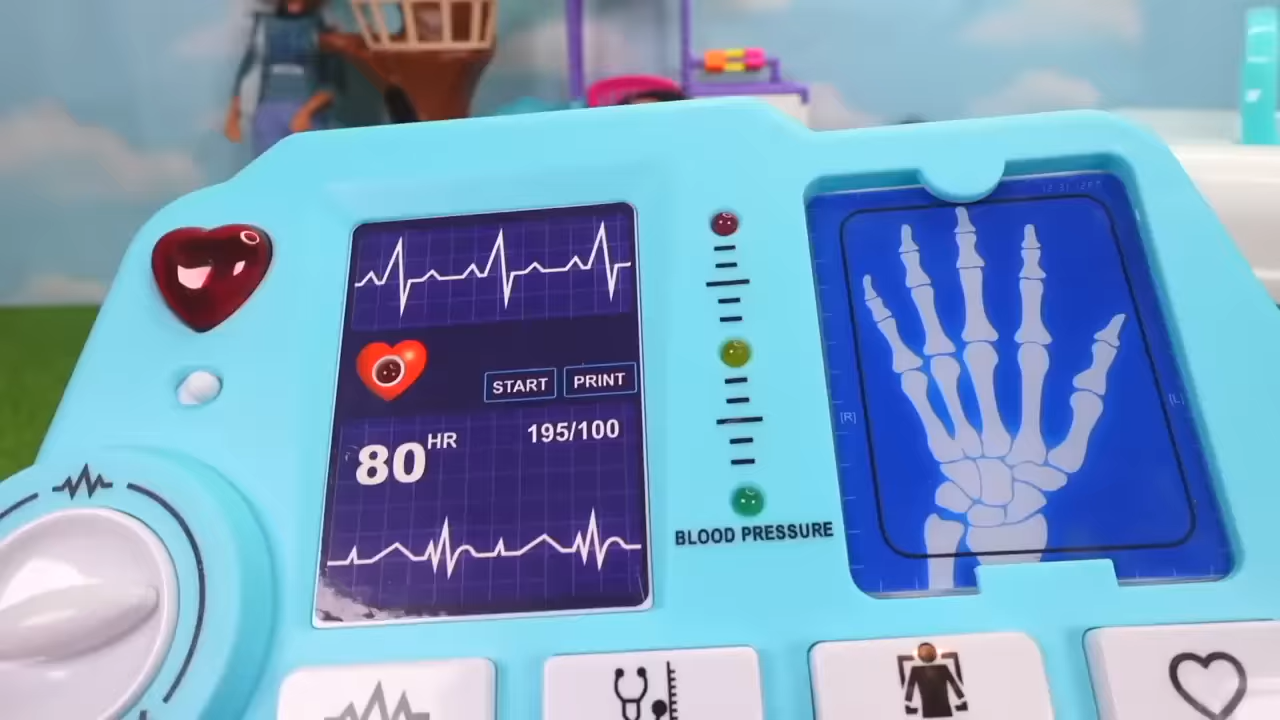 START
PRINT
80 HR
195/100
BLOOD PRESSURE
[R]
[L]